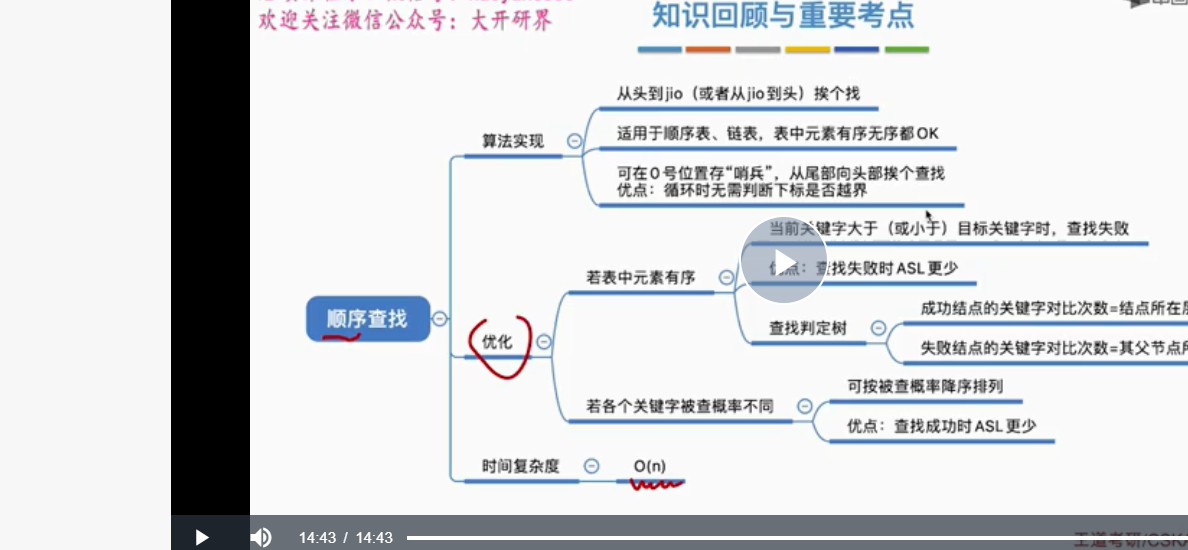 欢迎关注微信公众号：大开研界
知识回顾与重要考点
从头到jio（或者从jio到头）挨个找
算法实现
适用于顺序表、链表，表中元素有序无序都OK
可在0号位置存“哨兵”，从尾部向头部挨个查找
优点：循环时无需判断下标是否越界
当前关键字大于（或小于）目标关键字时，查找失败
若表中元素有序
优点：查找失败时ASL更少
成功结点的关键字对比次数=结点所在
顺序查找
查找判定树
优化
失败结点的关键字对比次数=其父节点
可按被查概率降序排列
若各个关键字被查概率不同
优点：查找成功时ASL更少
时间复杂度
O(n)
14:43 / 14:43